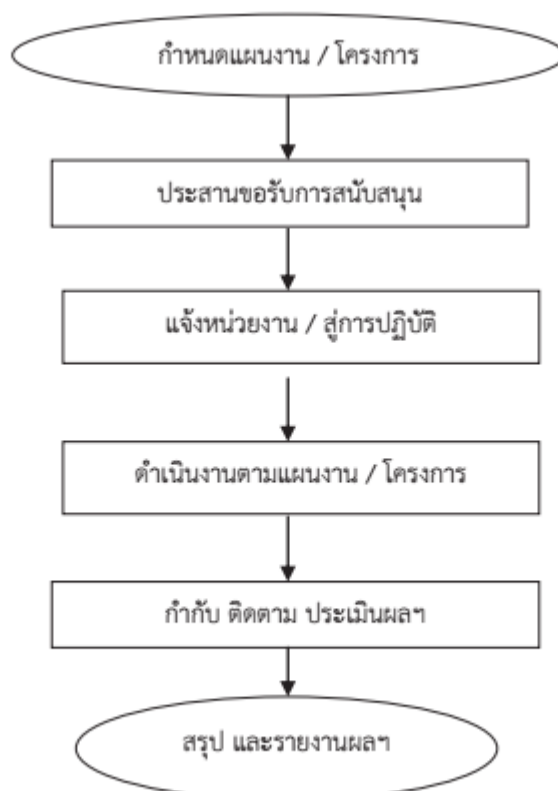 กำหนดแผนงาน / โครงการ
ประสานขอรับการสนับสนุน
แจ้งหน่วยงาน / สู่การปฏิบัติ
ดำเนินงานตามแผนงาน / โครงการ
กำกับ ติดตาม ประเมินผลฯ
สรุป และรายงานผลฯ